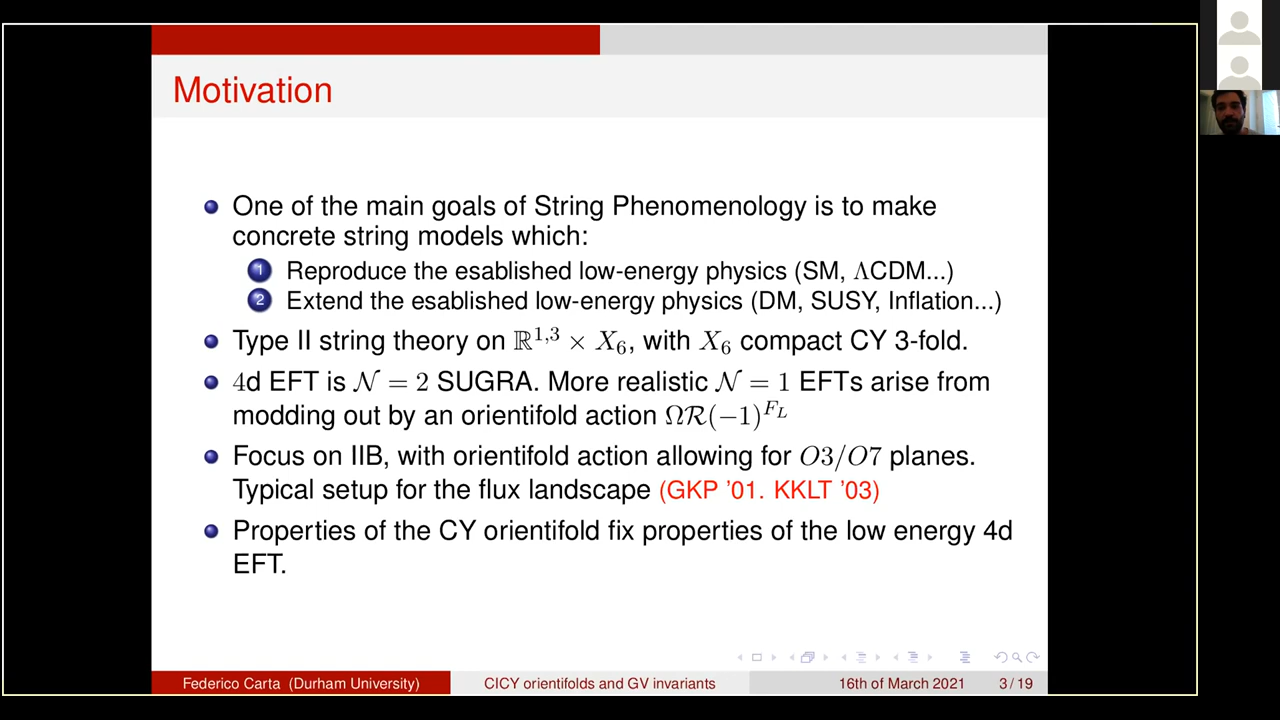 Motivation
One of the main goals of String Phenomenology is to make
concrete string models which:
1 Reproduce the esablished low-energy physics (SM, ΛCDM...)
2 Extend the esablished low-energy physics (DM, SUSY, Inflation...)
Type II string theory on ℝ^{1,3} × X_6, with X_6 compact CY 3-fold.
4d EFT is 𝒩 = 2 SUGRA. More realistic 𝒩 = 1 EFTs arise from
modding out by an orientifold action Ωℛ(−1)^{F_L}
Focus on IIB, with orientifold action allowing for O3/O7 planes.
Typical setup for the flux landscape (GKP '01. KKLT '03)
Properties of the CY orientifold fix properties of the low energy 4d
EFT.
Federico Carta (Durham University) CICY orientifolds and GV invariants 16th of March 2021 3 / 19